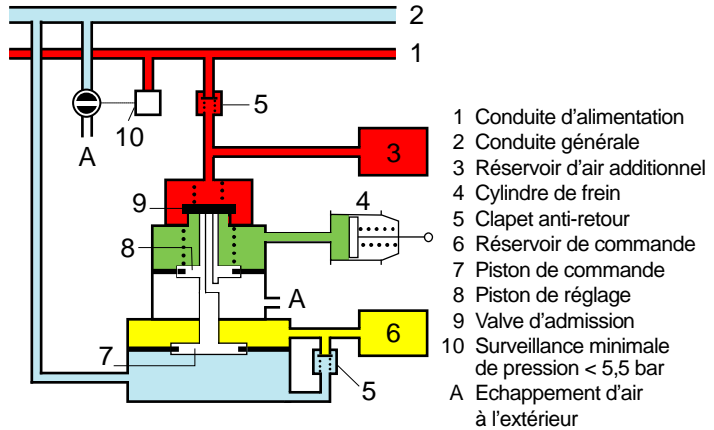 2
1
5
10
A
3
9
4
8
A
6
7
5
1 Conduite d'alimentation
2 Conduite générale
3 Réservoir d'air additionnel
4 Cylindre de frein
5 Clapet anti-retour
6 Réservoir de commande
7 Piston de commande
8 Piston de réglage
9 Valve d'admission
10 Surveillance minimale
de pression < 5,5 bar
A Echappement d'air
à l'extérieur